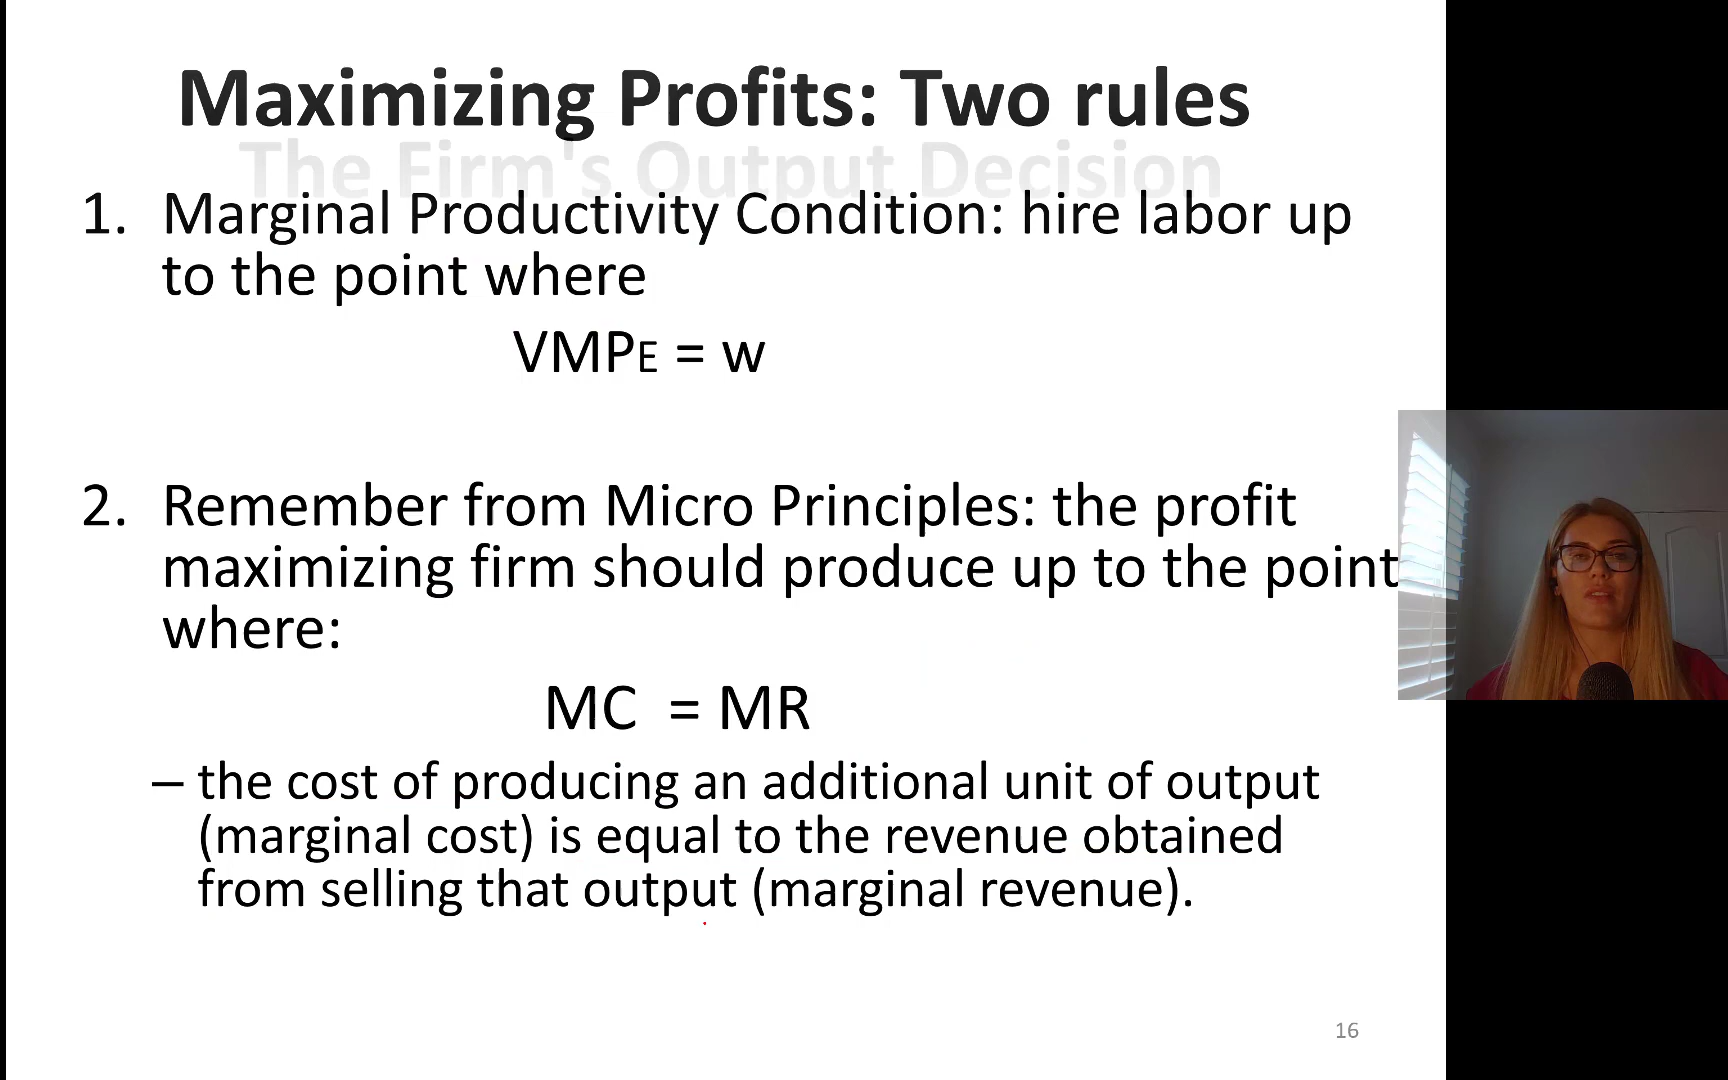 Maximizing Profits: Two rules
The Firm's Output Decision
1. Marginal Productivity Condition: hire labor up
to the point where
VMPE = w
2. Remember from Micro Principles: the profit
maximizing firm should produce up to the point
where:
MC = MR
– the cost of producing an additional unit of output
(marginal cost) is equal to the revenue obtained
from selling that output (marginal revenue).
16